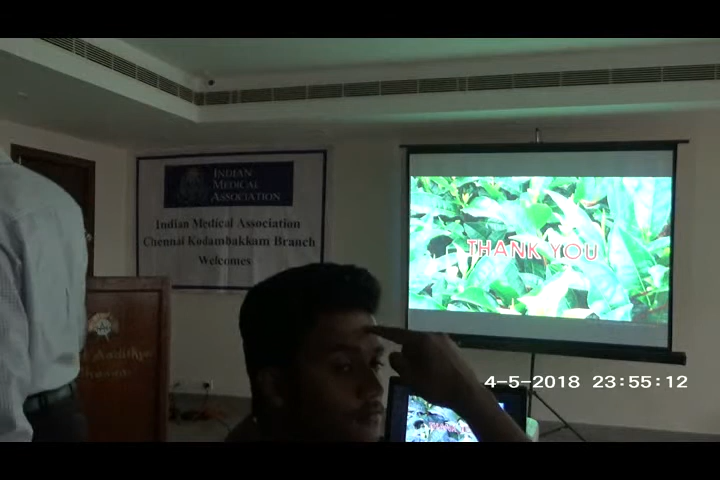 INDIAN
MEDICAL
ASSOCIATION
Indian Medical Association
Chennai Kodambakkam Branch
Welcomes
THANK YOU
4-5-2018 23:55:12